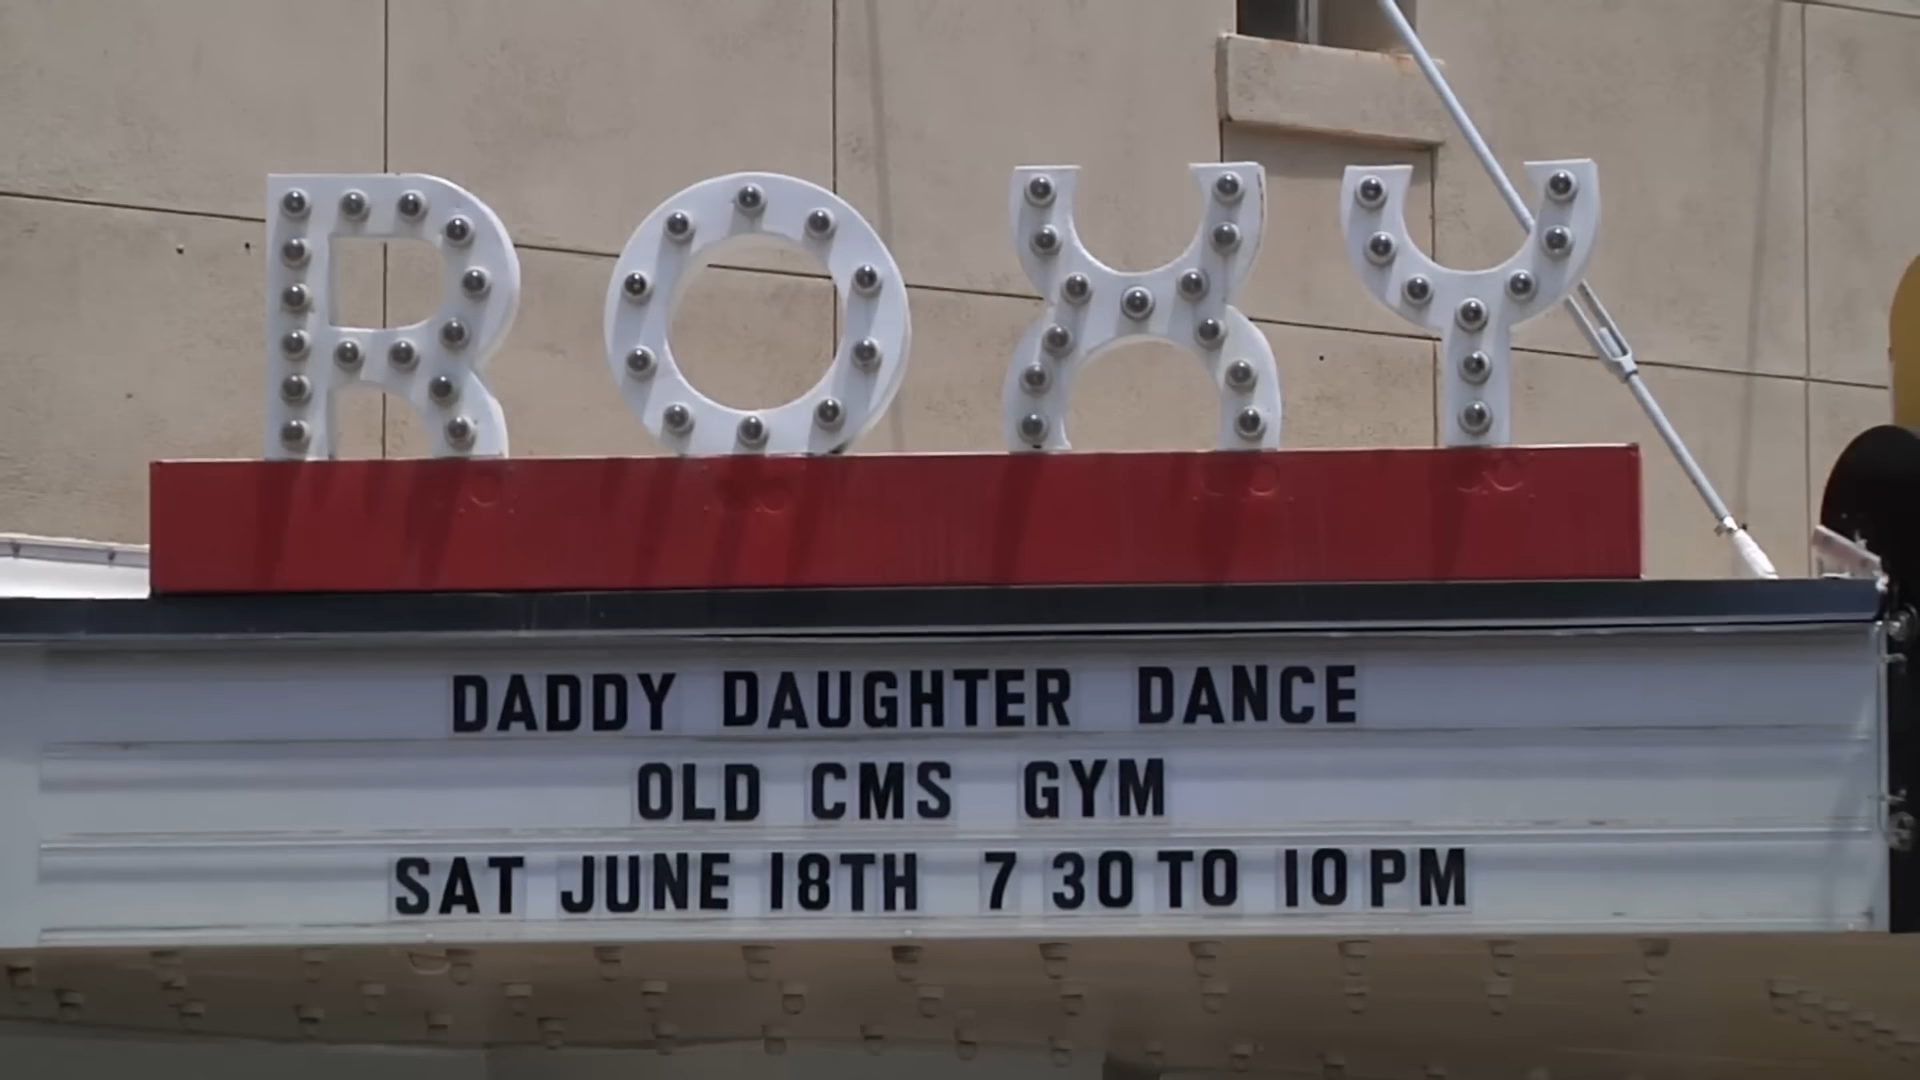 ROXY
DADDY DAUGHTER DANCE
OLD CMS GYM
SAT JUNE 18TH 7 30 TO 10 PM